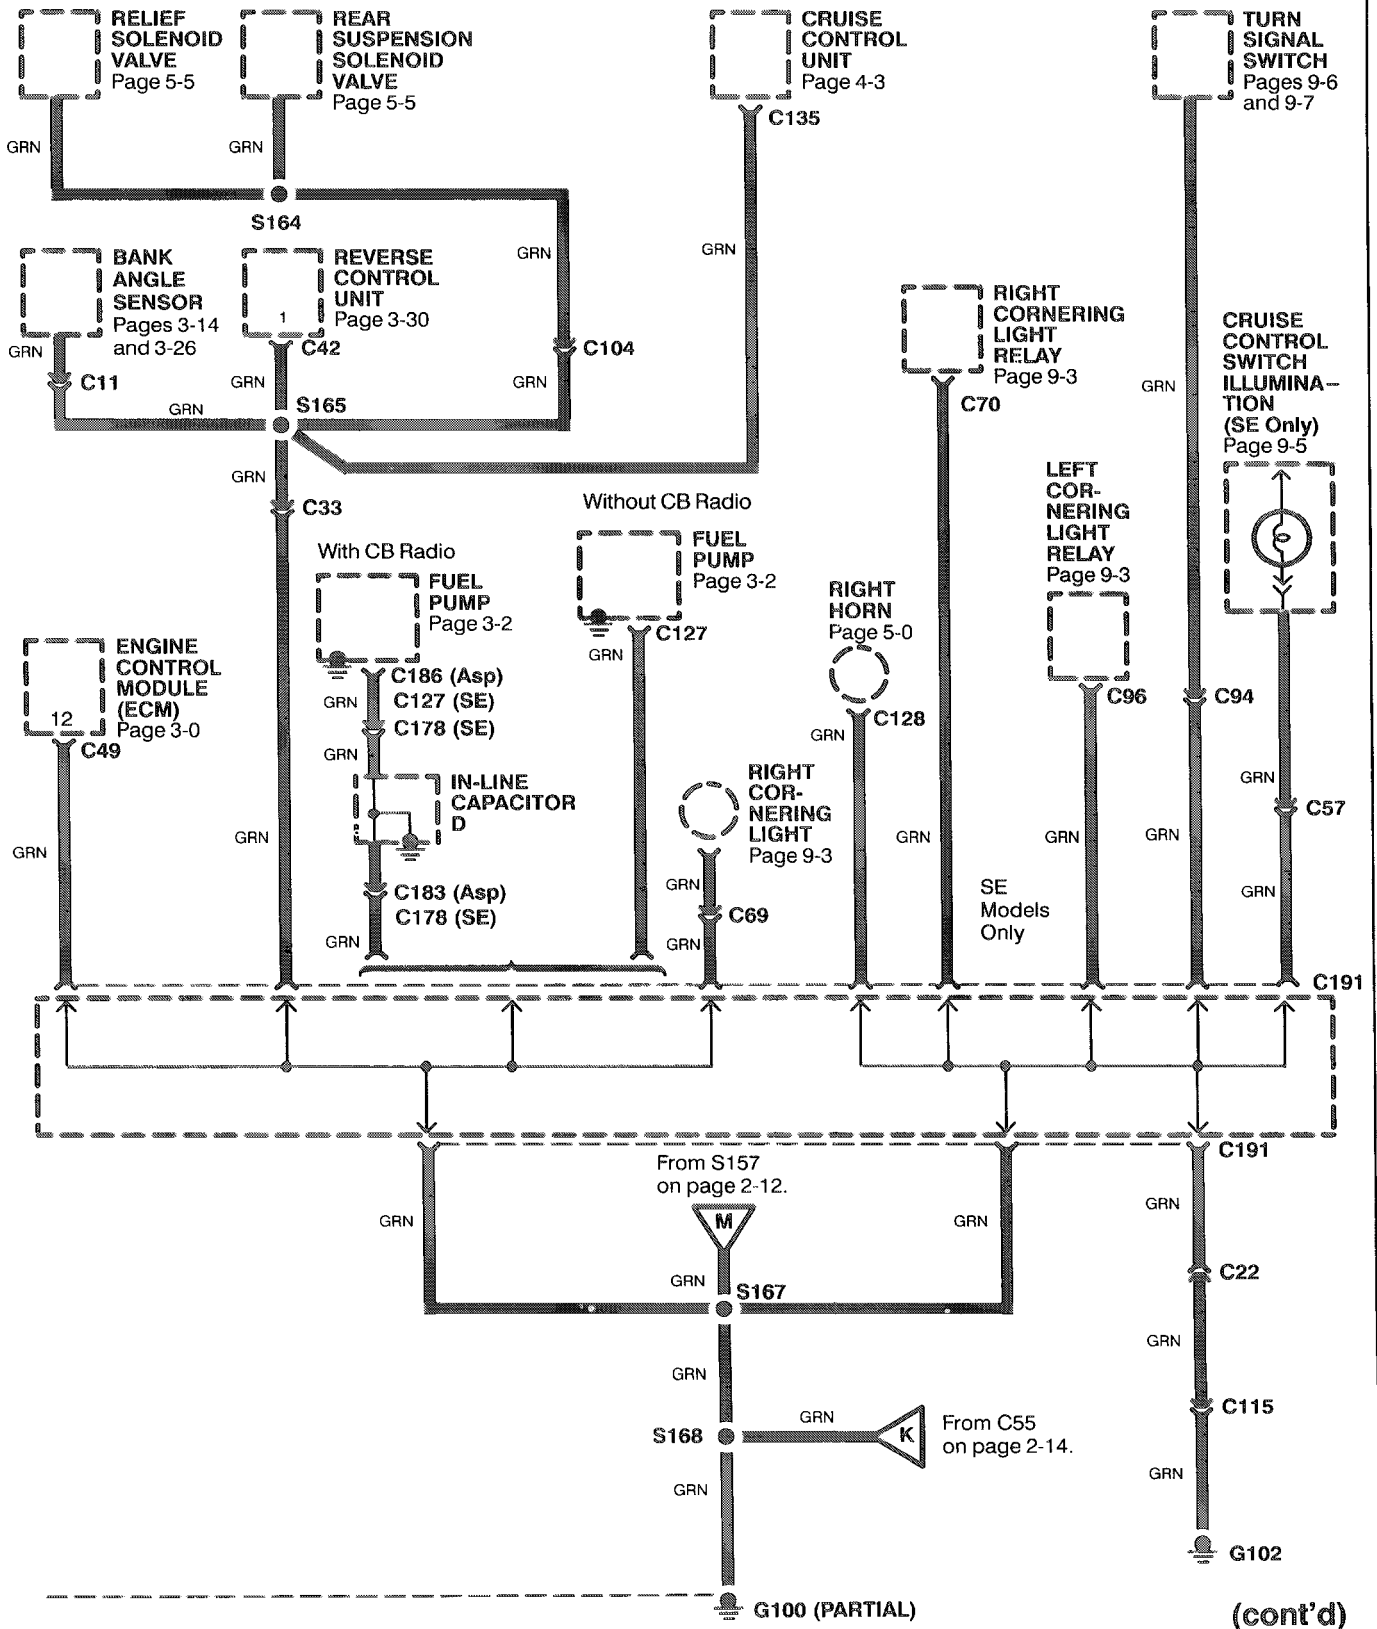 RELIEF
SOLENOID
VALVE
Page 5-5
REAR
SUSPENSION
SOLENOID
VALVE
Page 5-5
CRUISE
CONTROL
UNIT
Page 4-3
TURN
SIGNAL
SWITCH
Pages 9-6
and 9-7
C135
GRN
GRN
S164
GRN
GRN
BANK
ANGLE
SENSOR
Pages 3-14
and 3-26
1
REVERSE
CONTROL
UNIT
Page 3-30
RIGHT
CORNERING
LIGHT
RELAY
Page 9-3
CRUISE
CONTROL
SWITCH
ILLUMINA-
TION
(SE Only)
Page 9-5
GRN
C42
C104
C11
GRN
GRN
GRN
GRN
S165
C70
GRN
C33
Without CB Radio
With CB Radio
LEFT
COR-
NERING
LIGHT
RELAY
Page 9-3
FUEL
PUMP
Page 3-2
FUEL
PUMP
Page 3-2
RIGHT
HORN
Page 5-0
C127
GRN
12
ENGINE
CONTROL
MODULE
(ECM)
Page 3-0
C49
C186 (Asp)
GRN
C127 (SE)
C178 (SE)
GRN
C128
GRN
C96
C94
IN-LINE
CAPACITOR
D
RIGHT
COR-
NERING
LIGHT
Page 9-3
GRN
C57
GRN
GRN
GRN
GRN
GRN
C183 (Asp)
C178 (SE)
GRN
GRN
C69
GRN
SE
Models
Only
GRN
GRN
C191
C191
From S157
on page 2-12.
M
GRN
GRN
GRN
GRN
S167
C22
GRN
GRN
S168
GRN
K
From C55
on page 2-14.
C115
GRN
GRN
G102
G100 (PARTIAL)
(cont'd)